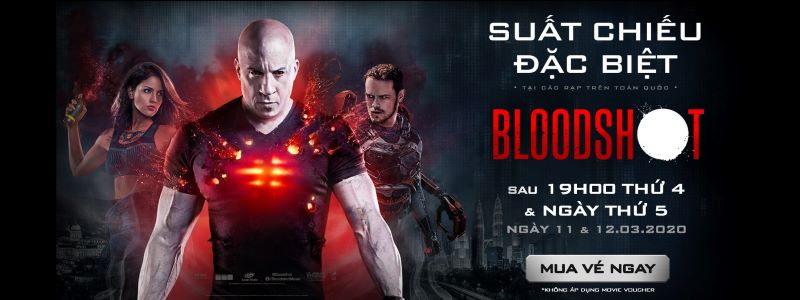 SUẤT CHIẾU
ĐẶC BIỆT
* TẠI CÁC RẠP TRÊN TOÀN QUỐC *
BLOODSHOT
SAU 19H00 THỨ 4
& NGÀY THỨ 5
NGÀY 11 & 12.03.2020
MUA VÉ NGAY
*KHÔNG ÁP DỤNG MOVIE VOUCHER